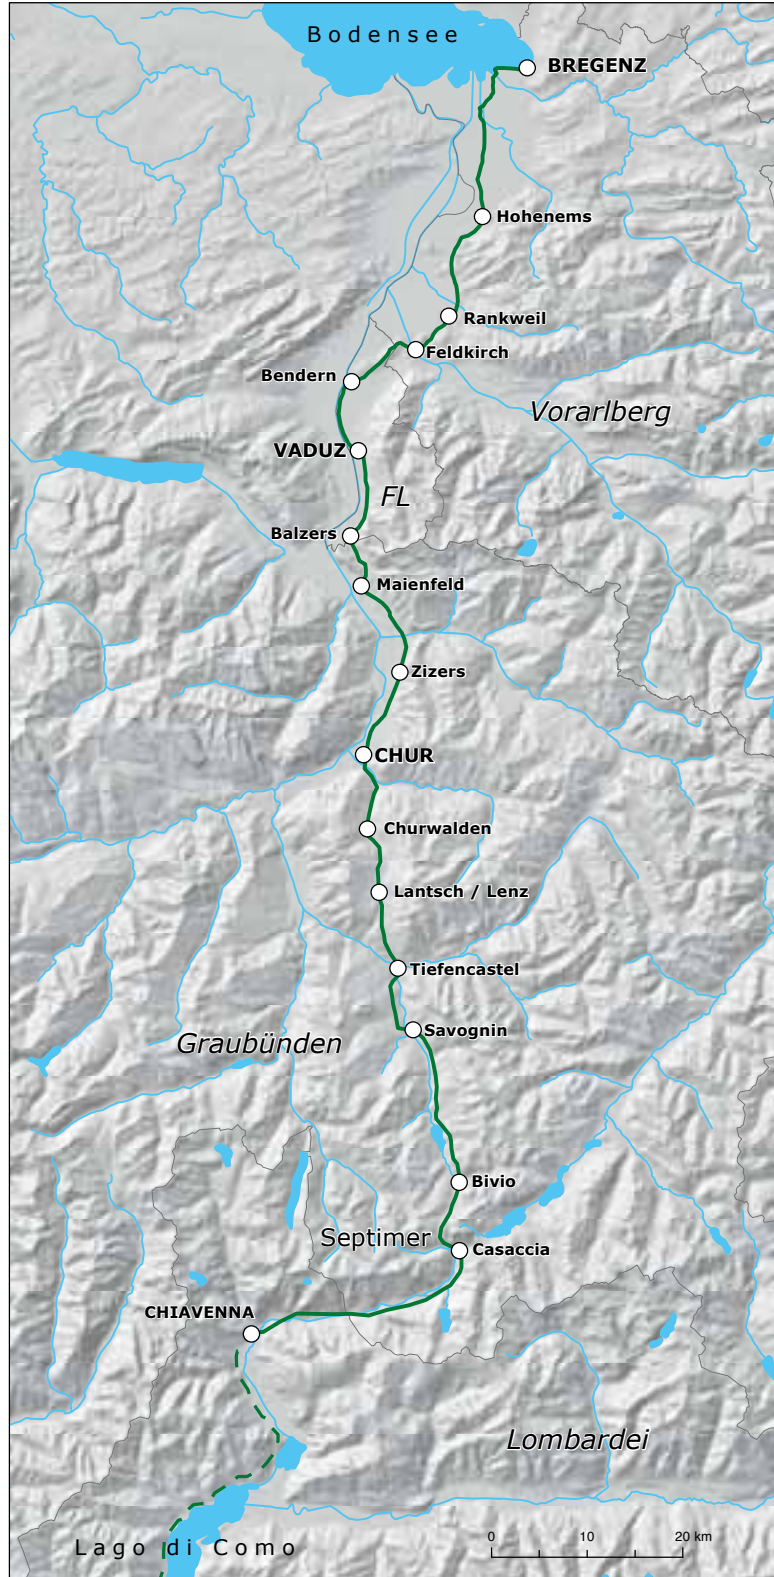 Bodensee
BREGENZ
Hohenems
Rankweil
Feldkirch
Bendern
Vorarlberg
VADUZ
FL
Balzers
Maienfeld
Zizers
CHUR
Churwalden
Lantsch / Lenz
Tiefencastel
Savognin
Graubünden
Bivio
Septimer
Casaccia
CHIAVENNA
Lombardei
0 10 20 km
Lago di Como